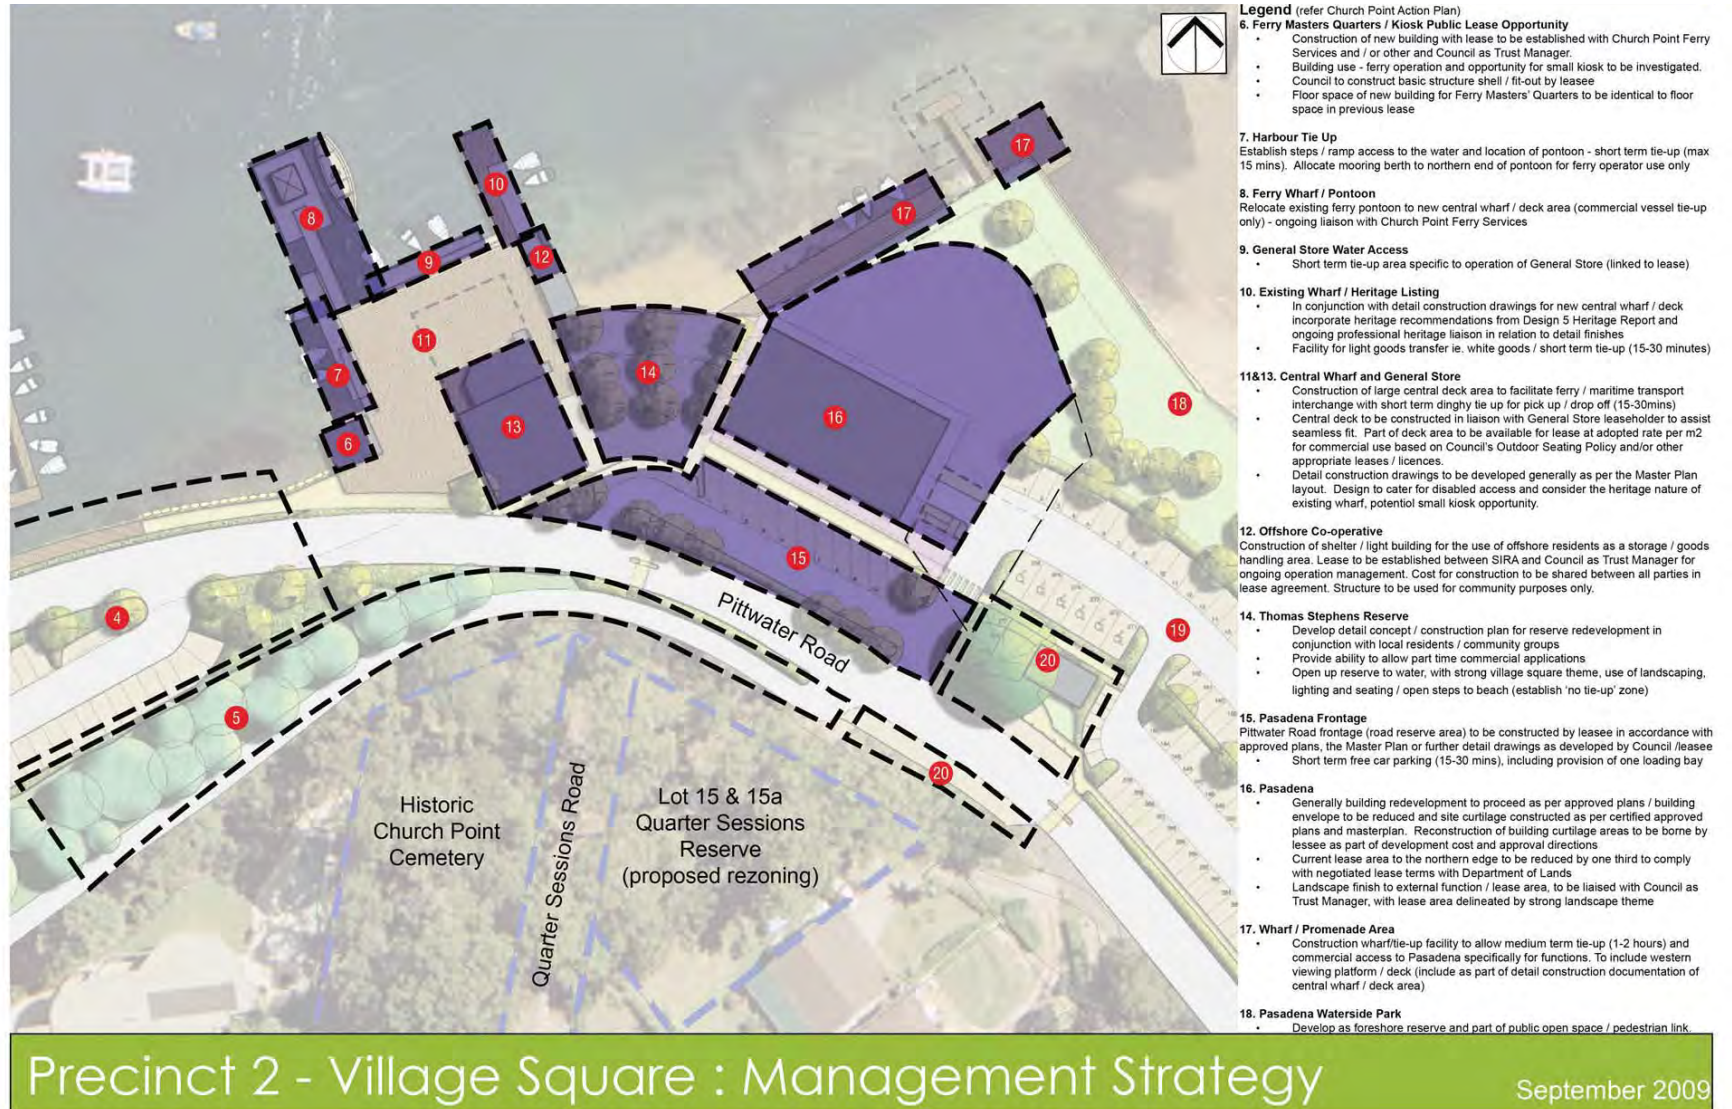 Legend (refer Church Point Action Plan)
6. Ferry Masters Quarters / Kiosk Public Lease Opportunity
• Construction of new building with lease to be established with Church Point Ferry
Services and / or other and Council as Trust Manager.
• Building use - ferry operation and opportunity for small kiosk to be investigated.
• Council to construct basic structure shell / fit-out by leasee
• Floor space of new building for Ferry Masters' Quarters to be identical to floor
space in previous lease
7. Harbour Tie Up
Establish steps / ramp access to the water and location of pontoon - short term tie-up (max
15 mins). Allocate mooring berth to northern end of pontoon for ferry operator use only
8. Ferry Wharf / Pontoon
Relocate existing ferry pontoon to new central wharf / deck area (commercial vessel tie-up
only) - ongoing liaison with Church Point Ferry Services
9. General Store Water Access
• Short term tie-up area specific to operation of General Store (linked to lease)
10. Existing Wharf / Heritage Listing
• In conjunction with detail construction drawings for new central wharf / deck
incorporate heritage recommendations from Design 5 Heritage Report and
ongoing professional heritage liaison in relation to detail finishes
• Facility for light goods transfer ie. white goods / short term tie-up (15-30 minutes)
11&13. Central Wharf and General Store
• Construction of large central deck area to facilitate ferry / maritime transport
interchange with short term dinghy tie up for pick up / drop off (15-30mins)
• Central deck to be constructed in liaison with General Store leaseholder to assist
seamless fit. Part of deck area to be available for lease at adopted rate per m2
for commercial use based on Council's Outdoor Seating Policy and/or other
appropriate leases / licences.
• Detail construction drawings to be developed generally as per the Master Plan
layout. Design to cater for disabled access and consider the heritage nature of
existing wharf, potentiol small kiosk opportunity.
12. Offshore Co-operative
Construction of shelter / light building for the use of offshore residents as a storage / goods
handling area. Lease to be established between SIRA and Council as Trust Manager for
ongoing operation management. Cost for construction to be shared between all parties in
lease agreement. Structure to be used for community purposes only.
14. Thomas Stephens Reserve
• Develop detail concept / construction plan for reserve redevelopment in
conjunction with local residents / community groups
• Provide ability to allow part time commercial applications
• Open up reserve to water, with strong village square theme, use of landscaping,
lighting and seating / open steps to beach (establish 'no tie-up' zone)
15. Pasadena Frontage
Pittwater Road frontage (road reserve area) to be constructed by leasee in accordance with
approved plans, the Master Plan or further detail drawings as developed by Council /leasee
• Short term free car parking (15-30 mins), including provision of one loading bay
16. Pasadena
• Generally building redevelopment to proceed as per approved plans / building
envelope to be reduced and site curtilage constructed as per certified approved
plans and masterplan. Reconstruction of building curtilage areas to be borne by
lessee as part of development cost and approval directions
• Current lease area to the northern edge to be reduced by one third to comply
with negotiated lease terms with Department of Lands
• Landscape finish to external function / lease area, to be liaised with Council as
Trust Manager, with lease area delineated by strong landscape theme
17. Wharf / Promenade Area
• Construction wharf/tie-up facility to allow medium term tie-up (1-2 hours) and
commercial access to Pasadena specifically for functions. To include western
viewing platform / deck (include as part of detail construction documentation of
central wharf / deck area)
18. Pasadena Waterside Park
• Develop as foreshore reserve and part of public open space / pedestrian link.
17
10
17
8
12
9
11
7
14
18
16
13
6
15
4
19
20
5
20
Pittwater Road
Historic
Church Point
Cemetery
Quarter Sessions Road
Lot 15 & 15a
Quarter Sessions
Reserve
(proposed rezoning)
Precinct 2 - Village Square : Management Strategy
September 2009